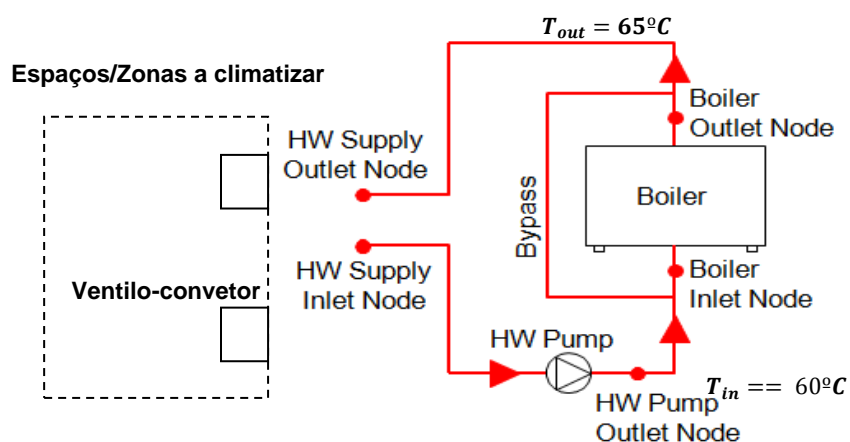 T_out = 65ºC
Espaços/Zonas a climatizar
HW Supply
Outlet Node
Boiler
Outlet Node
Bypass
Boiler
HW Supply
Inlet Node
Ventilo-convetor
Boiler
Inlet Node
HW Pump
T_in == 60ºC
HW Pump
Outlet Node